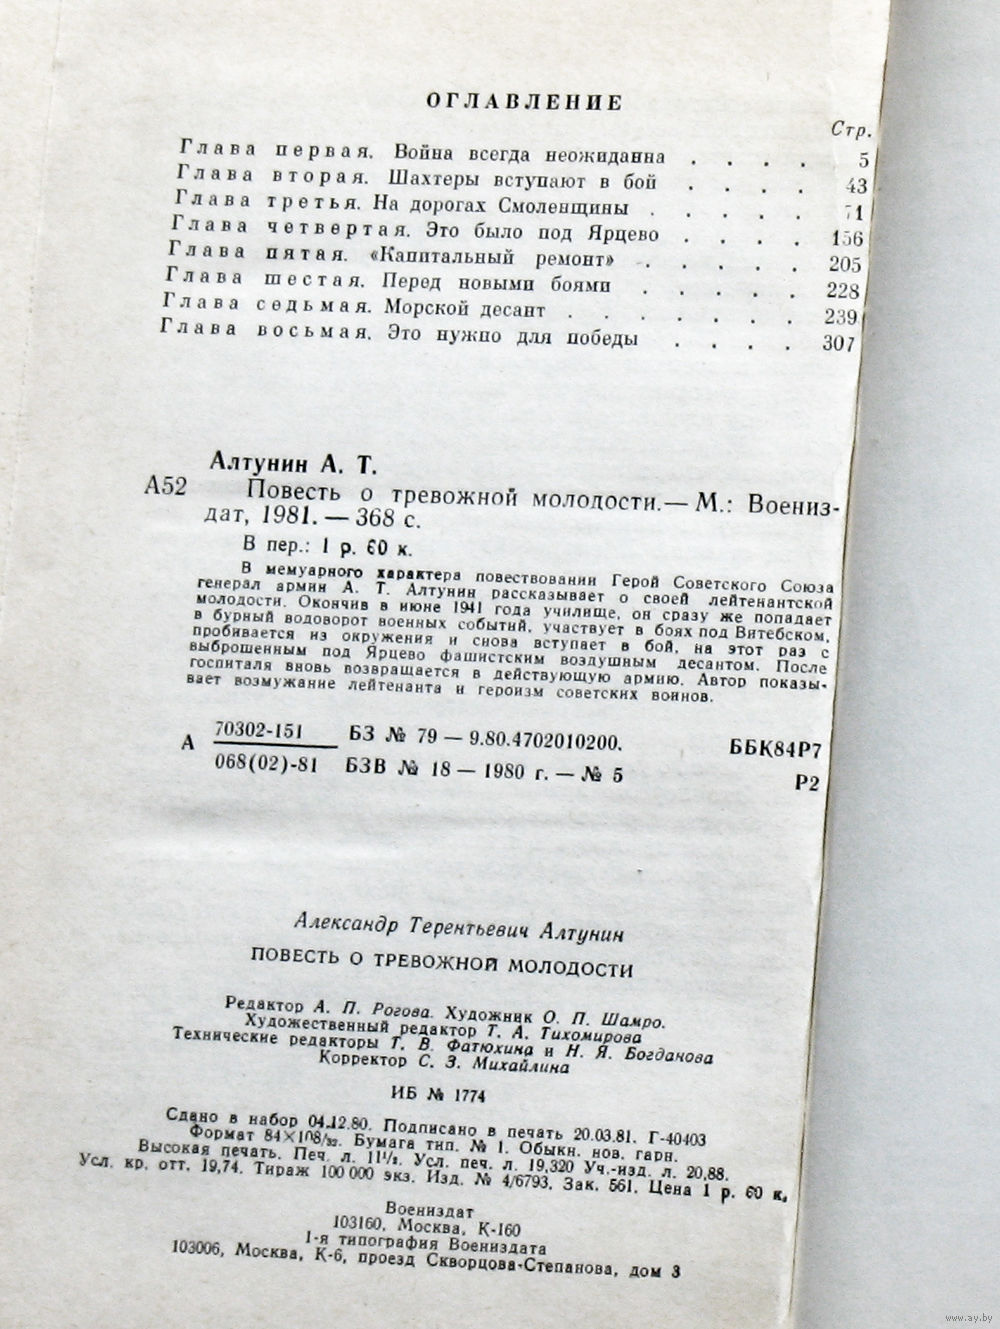 ОГЛАВЛЕНИЕ
Стр.
Глава первая. Война всегда неожиданна . . . . 5
Глава вторая. Шахтеры вступают в бой . . . . 43
Глава третья. На дорогах Смоленщины . . . . . 71
Глава четвертая. Это было под Ярцево . . . . 156
Глава пятая. «Капитальный ремонт» . . . . . 205
Глава шестая. Перед новыми боями . . . . . 228
Глава седьмая. Морской десант . . . . . . . 239
Глава восьмая. Это нужно для победы . . . . 307
Алтунин А. Т.
А52 Повесть о тревожной молодости.— М.: Воениз-
дат, 1981.— 368 с.
В пер.: 1 р. 60 к.
В мемуарного характера повествовании Герой Советского Союза
генерал армии А. Т. Алтунин рассказывает о своей лейтенантской
молодости. Окончив в июне 1941 года училище, он сразу же попадает
в бурный водоворот военных событий, участвует в боях под Витебском,
пробивается из окружения и снова вступает в бой, на этот раз с
выброшенным под Ярцево фашистским воздушным десантом. После
госпиталя вновь возвращается в действующую армию. Автор показы-
вает возмужание лейтенанта и героизм советских воинов.
А 70302-151 БЗ № 79 — 9.80.4702010200. ББК84Р7
068(02)-81 БЗВ № 18 — 1980 г. — № 5 Р2
Александр Терентьевич Алтунин
ПОВЕСТЬ О ТРЕВОЖНОЙ МОЛОДОСТИ
Редактор А. П. Рогова. Художник О. П. Шамро.
Художественный редактор Т. А. Тихомирова
Технические редакторы Т. В. Фатюхина и Н. Я. Богданова
Корректор С. З. Михайлина
ИБ № 1774
Сдано в набор 04.12.80. Подписано в печать 20.03.81. Г-40403
Формат 84×108/32. Бумага тип. № 1. Обыкн. нов. гарн.
Высокая печать. Печ. л. 11½. Усл. печ. л. 19,320 Уч.-изд. л. 20,88.
Усл. кр. отт. 19,74. Тираж 100 000 экз. Изд. № 4/6793. Зак. 561. Цена 1 р. 60 к.
Воениздат
103160, Москва, К-160
1-я типография Воениздата
103006, Москва, К-6, проезд Скворцова-Степанова, дом 3
www.ay.by